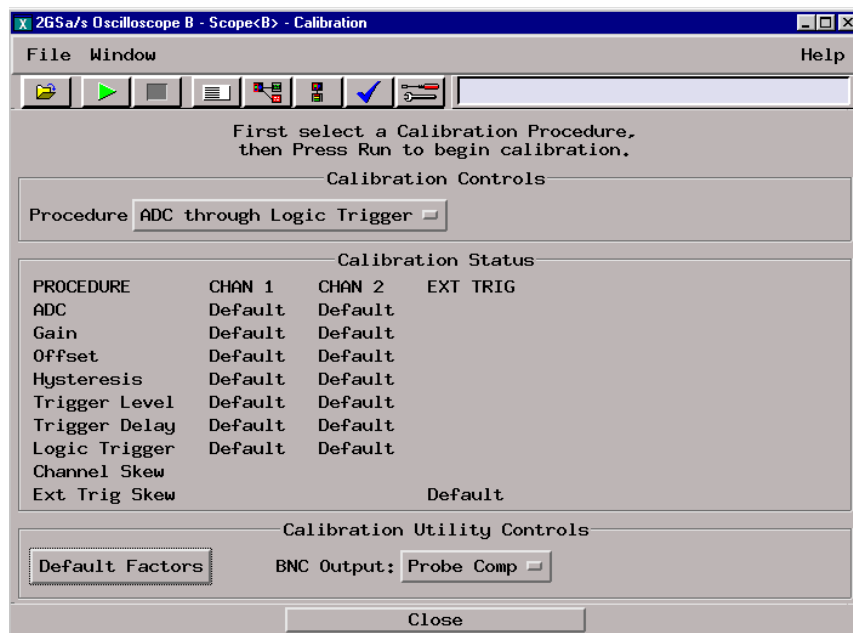 2GSa/s Oscilloscope B - Scope<B> - Calibration
File Window Help
First select a Calibration Procedure,
then Press Run to begin calibration.
Calibration Controls
Procedure ADC through Logic Trigger
Calibration Status
PROCEDURE CHAN 1 CHAN 2 EXT TRIG
ADC Default Default
Gain Default Default
Offset Default Default
Hysteresis Default Default
Trigger Level Default Default
Trigger Delay Default Default
Logic Trigger Default Default
Channel Skew
Ext Trig Skew Default
Calibration Utility Controls
Default Factors BNC Output: Probe Comp
Close